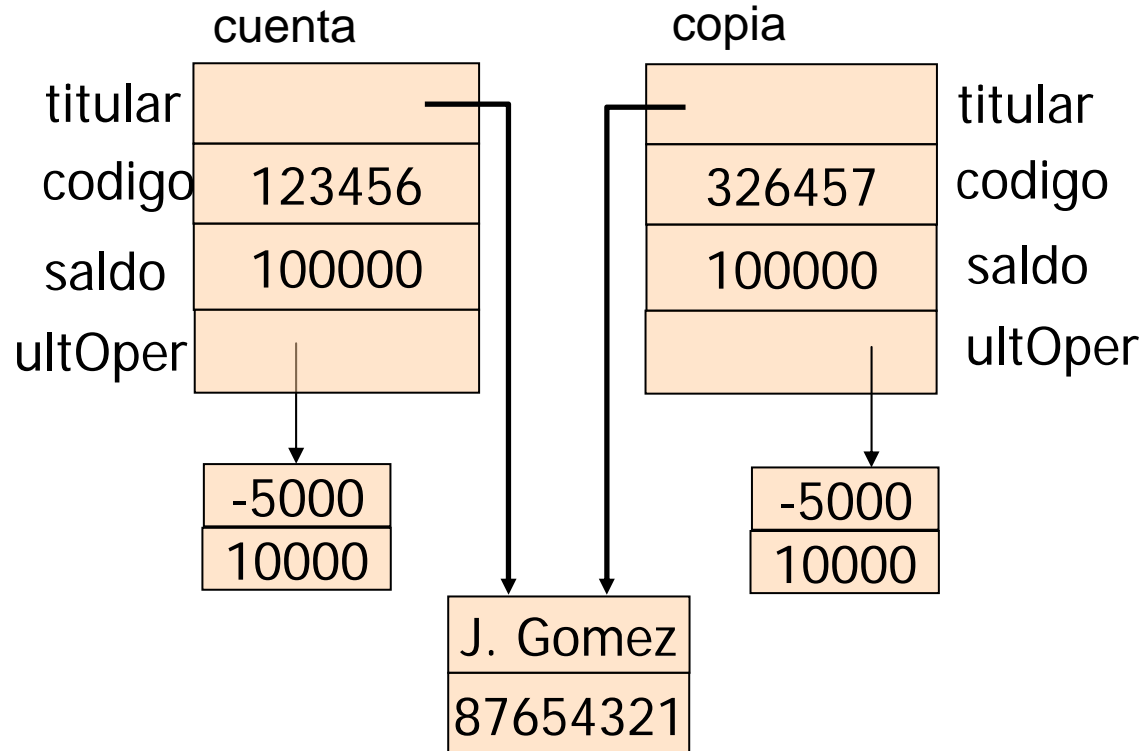 cuenta
copia
titular
titular
codigo
123456
326457
codigo
saldo
100000
100000
saldo
ultOper
ultOper
-5000
10000
-5000
10000
J. Gomez
87654321